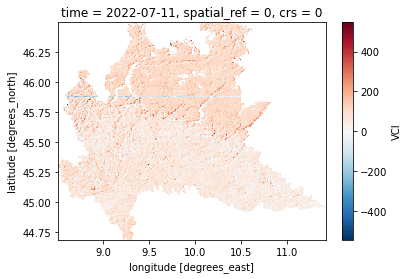 time = 2022-07-11, spatial_ref = 0, crs = 0
46.25
46.00
45.75
45.50
45.25
45.00
44.75
latitude [degrees_north]
9.0 9.5 10.0 10.5 11.0
longitude [degrees_east]
400
200
0
−200
−400
VCI